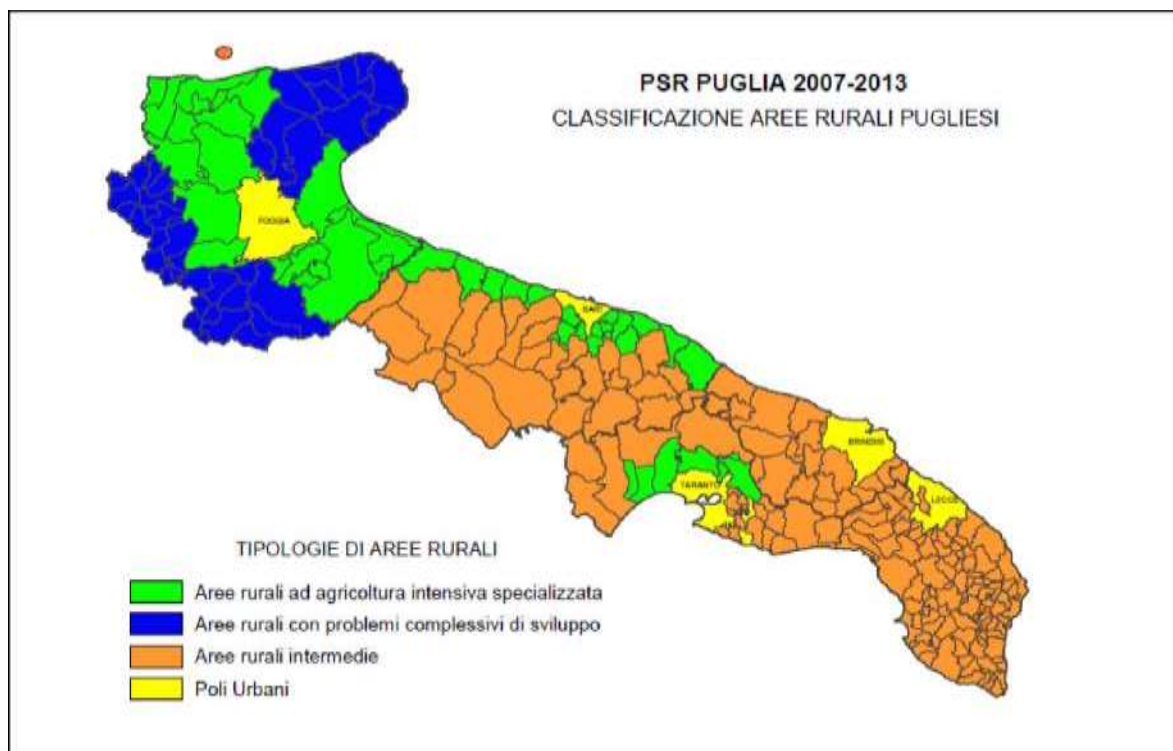 PSR PUGLIA 2007-2013
CLASSIFICAZIONE AREE RURALI PUGLIESI
FOGGIA
BARI
BRINDISI
TARANTO
LECCE
TIPOLOGIE DI AREE RURALI
Aree rurali ad agricoltura intensiva specializzata
Aree rurali con problemi complessivi di sviluppo
Aree rurali intermedie
Poli Urbani